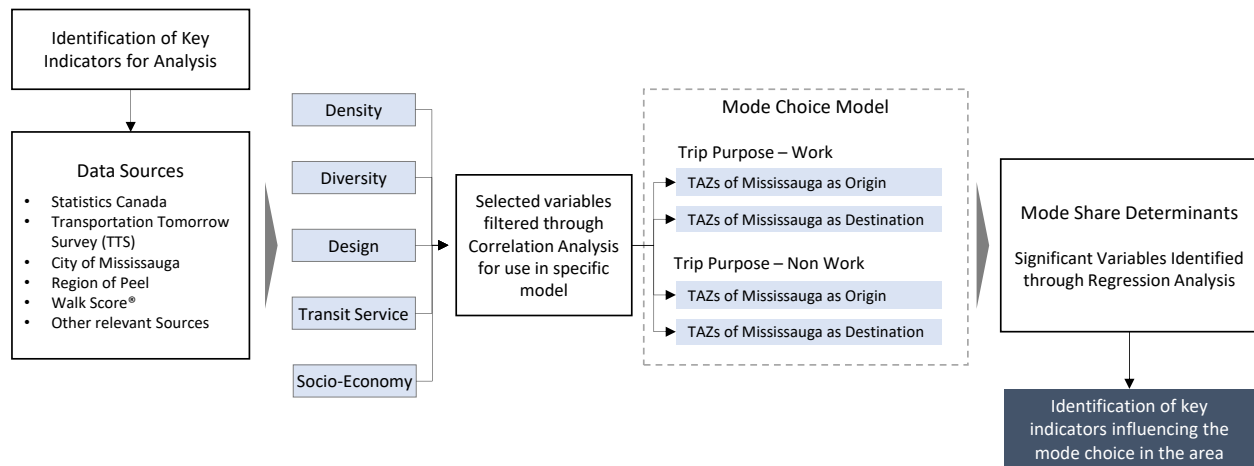 Identification of Key
Indicators for Analysis
Data Sources
• Statistics Canada
• Transportation Tomorrow
Survey (TTS)
• City of Mississauga
• Region of Peel
• Walk Score®
• Other relevant Sources
Density
Diversity
Design
Transit Service
Socio-Economy
Selected variables
filtered through
Correlation Analysis
for use in specific
model
Mode Choice Model
Trip Purpose – Work
TAZs of Mississauga as Origin
TAZs of Mississauga as Destination
Trip Purpose – Non Work
TAZs of Mississauga as Origin
TAZs of Mississauga as Destination
Mode Share Determinants
Significant Variables Identified
through Regression Analysis
Identification of key
indicators influencing the
mode choice in the area